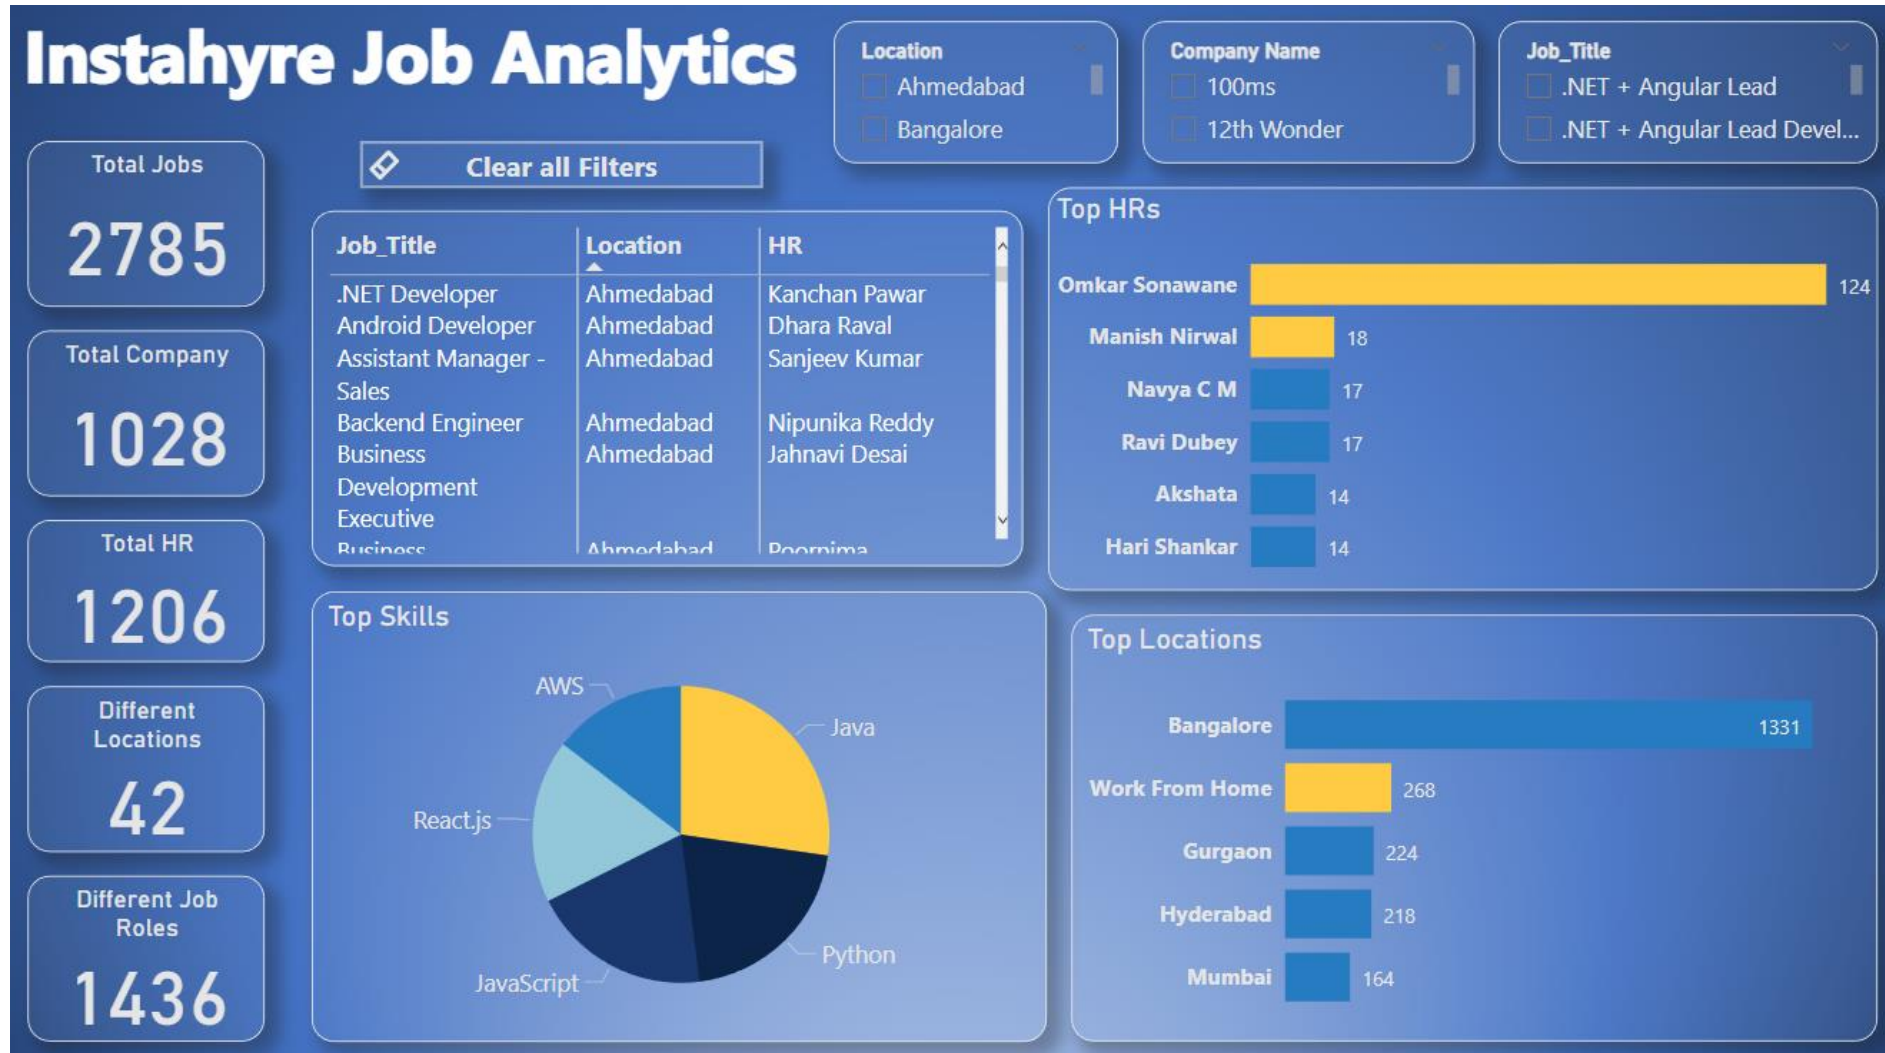 Instahyre Job Analytics
Location
Ahmedabad
Bangalore
Company Name
100ms
12th Wonder
Job_Title
.NET + Angular Lead
.NET + Angular Lead Devel...
Clear all Filters
Total Jobs
2785
Total Company
1028
Total HR
1206
Different
Locations
42
Different Job
Roles
1436
Job_Title Location HR
.NET Developer Ahmedabad Kanchan Pawar
Android Developer Ahmedabad Dhara Raval
Assistant Manager - Ahmedabad Sanjeev Kumar
Sales
Backend Engineer Ahmedabad Nipunika Reddy
Business Ahmedabad Jahnavi Desai
Development
Executive
Business Ahmedabad Poornima
Top HRs
Omkar Sonawane 124
Manish Nirwal 18
Navya C M 17
Ravi Dubey 17
Akshata 14
Hari Shankar 14
Top Skills
AWS
Java
React.js
Python
JavaScript
Top Locations
Bangalore 1331
Work From Home 268
Gurgaon 224
Hyderabad 218
Mumbai 164